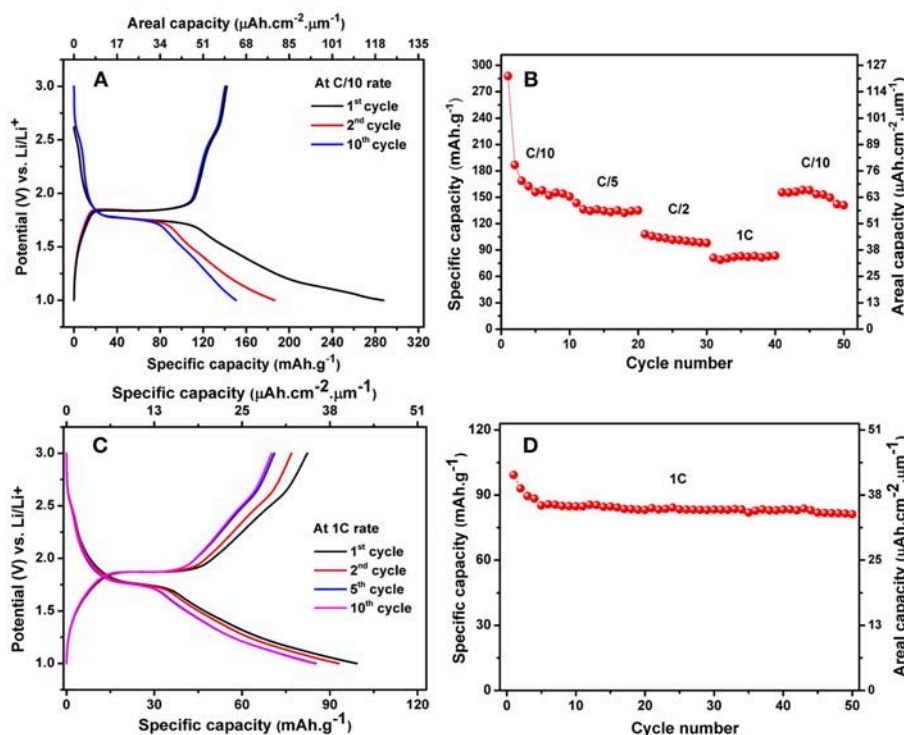 Areal capacity (µAh.cm⁻².µm⁻¹)
0 17 34 51 68 85 101 118 135
A
At C/10 rate
1st cycle
2nd cycle
10th cycle
Potential (V) vs. Li/Li⁺
3.0
2.5
2.0
1.5
1.0
0 40 80 120 160 200 240 280 320
Specific capacity (mAh.g⁻¹)
B
Specific capacity (mAh.g⁻¹)
300
270
240
210
180
150
120
90
60
30
0
C/10
C/5
C/2
1C
C/10
127
114
101
89
76
63
51
38
25
13
0
Areal capacity (µAh.cm⁻².µm⁻¹)
0 10 20 30 40 50
Cycle number
Specific capacity (µAh.cm⁻².µm⁻¹)
0 13 25 38 51
C
At 1C rate
1st cycle
2nd cycle
5th cycle
10th cycle
Potential (V) vs. Li/Li+
3.0
2.5
2.0
1.5
1.0
0 30 60 90 120
Specific capacity (mAh.g⁻¹)
D
Specific capacity (mAh.g⁻¹)
120
90
60
30
0
1C
51
38
25
13
0
Areal capacity (µAh.cm⁻².µm⁻¹)
0 10 20 30 40 50
Cycle number